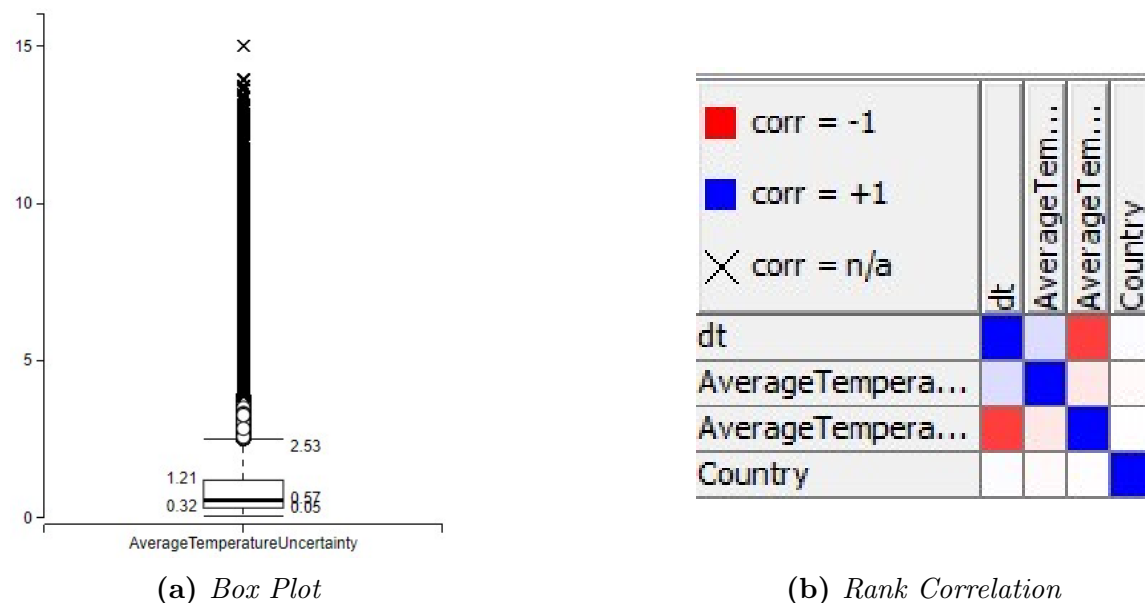 15
10
5
0
2.53
1.21
0.57
0.32
0.05
AverageTemperatureUncertainty
(a) Box Plot
corr = -1
corr = +1
corr = n/a
dt
AverageTem...
AverageTem...
Country
dt
AverageTempera...
AverageTempera...
Country
(b) Rank Correlation